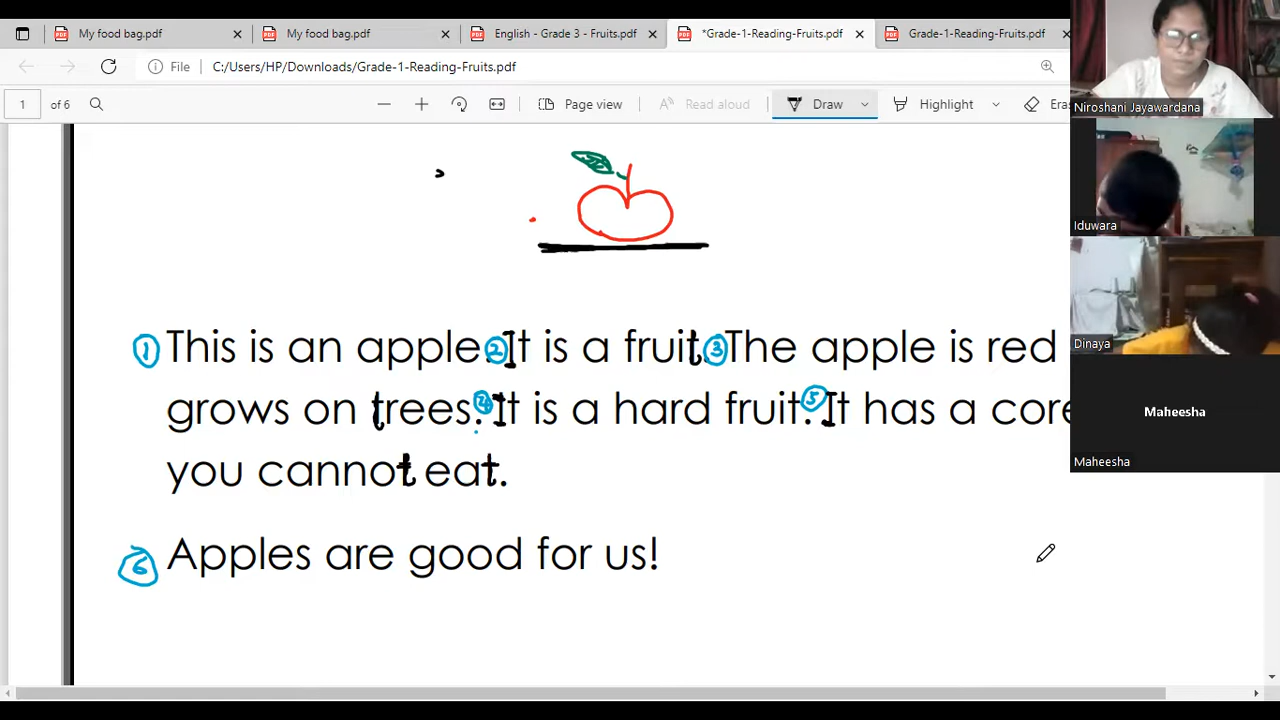 My food bag.pdf
My food bag.pdf
English - Grade 3 - Fruits.pdf
*Grade-1-Reading-Fruits.pdf
Grade-1-Reading-Fruits.pdf
File C:/Users/HP/Downloads/Grade-1-Reading-Fruits.pdf
1 of 6 Page view Read aloud Draw Highlight
Niroshani Jayawardana
Iduwara
Dinaya
Maheesha
Maheesha
1 This is an apple. 2 It is a fruit. 3 The apple is red
grows on trees. 4 It is a hard fruit. 5 It has a core
you cannot eat.
6 Apples are good for us!